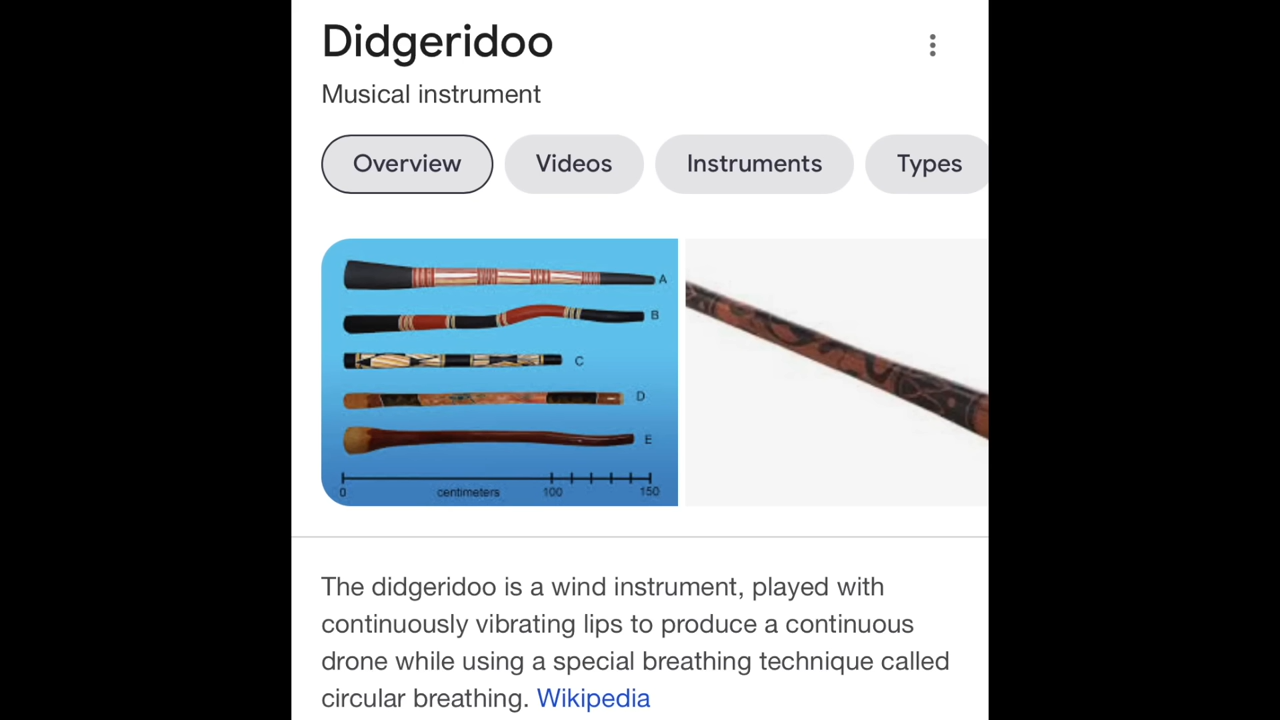 Didgeridoo
Musical instrument
Overview Videos Instruments Types
A
B
C
D
E
0 centimeters 100 150
The didgeridoo is a wind instrument, played with
continuously vibrating lips to produce a continuous
drone while using a special breathing technique called
circular breathing. Wikipedia